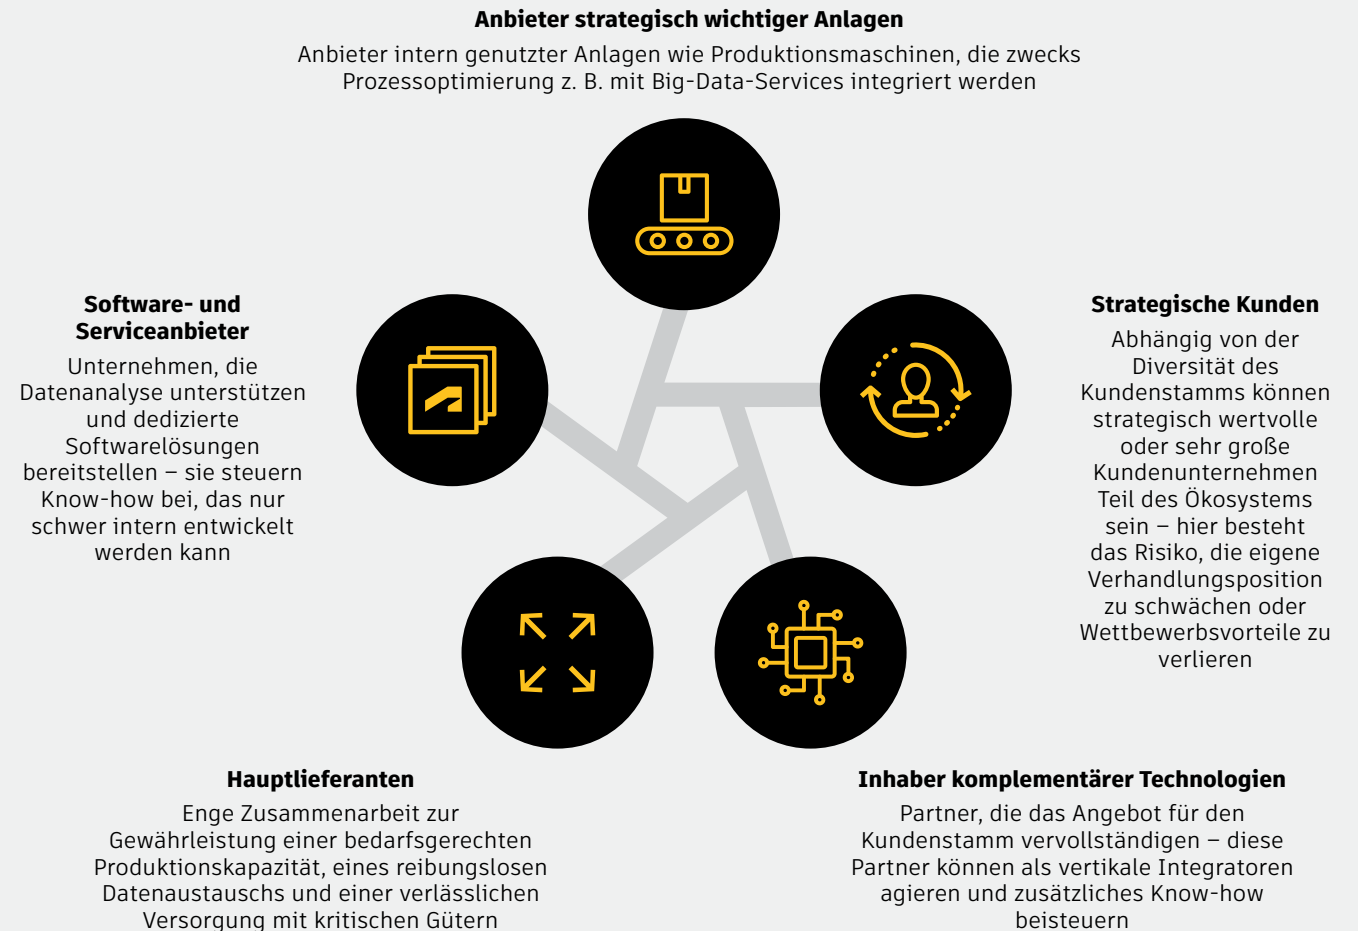 Anbieter strategisch wichtiger Anlagen
Anbieter intern genutzter Anlagen wie Produktionsmaschinen, die zwecks
Prozessoptimierung z. B. mit Big-Data-Services integriert werden
Software- und
Serviceanbieter
Unternehmen, die
Datenanalyse unterstützen
und dedizierte
Softwarelösungen
bereitstellen – sie steuern
Know-how bei, das nur
schwer intern entwickelt
werden kann
Strategische Kunden
Abhängig von der
Diversität des
Kundenstamms können
strategisch wertvolle
oder sehr große
Kundenunternehmen
Teil des Ökosystems
sein – hier besteht
das Risiko, die eigene
Verhandlungsposition
zu schwächen oder
Wettbewerbsvorteile zu
verlieren
Hauptlieferanten
Enge Zusammenarbeit zur
Gewährleistung einer bedarfsgerechten
Produktionskapazität, eines reibungslosen
Datenaustauschs und einer verlässlichen
Versorgung mit kritischen Gütern
Inhaber komplementärer Technologien
Partner, die das Angebot für den
Kundenstamm vervollständigen – diese
Partner können als vertikale Integratoren
agieren und zusätzliches Know-how
beisteuern